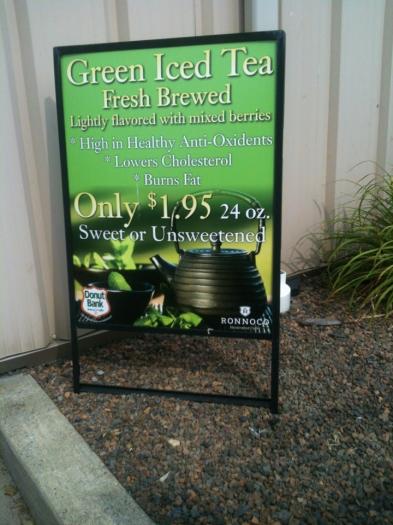 Green Iced Tea
Fresh Brewed
Lightly flavored with mixed berries
* High in Healthy Anti-Oxidents
* Lowers Cholesterol
* Burns Fat
Only $1.95 24 oz.
Sweet or Unsweetened
Donut
Bank
RONNOCO